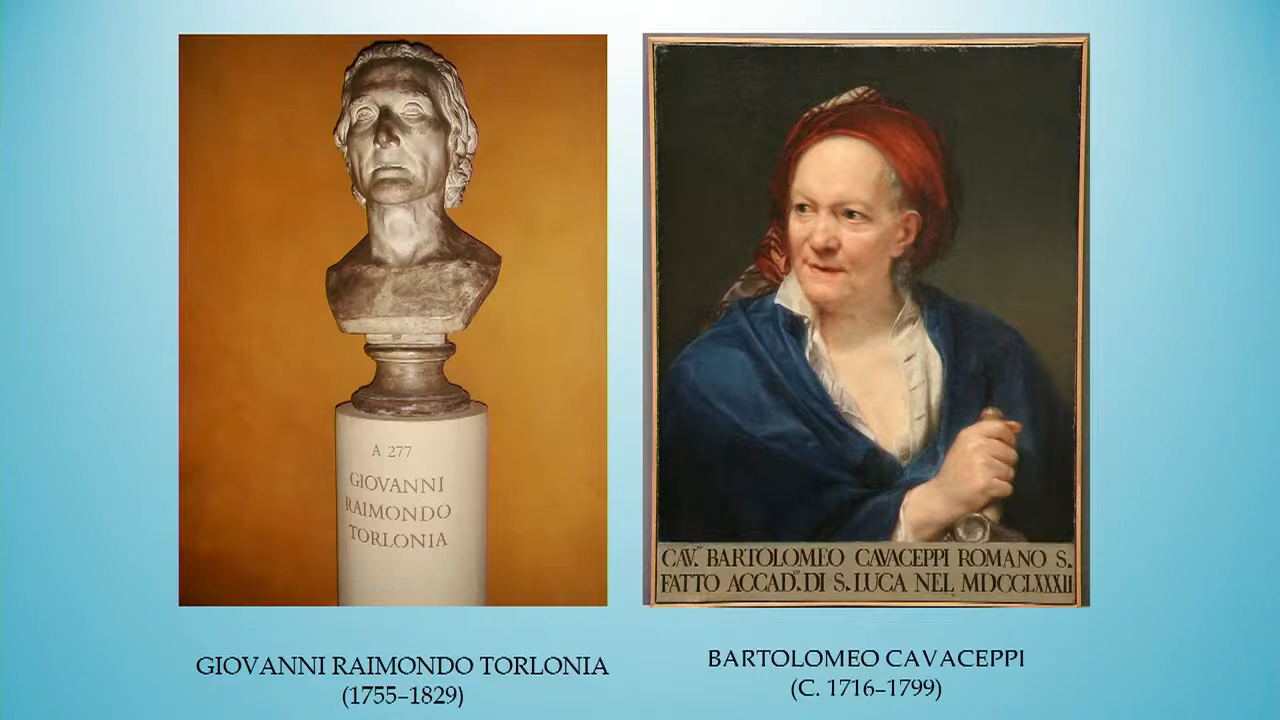 A 277
GIOVANNI
RAIMONDO
TORLONIA
CAV.r BARTOLOMEO CAVACEPPI ROMANO S.
FATTO ACCAD.co DI S. LUCA NEL MDCCLXXXII
GIOVANNI RAIMONDO TORLONIA
(1755–1829)
BARTOLOMEO CAVACEPPI
(C. 1716–1799)